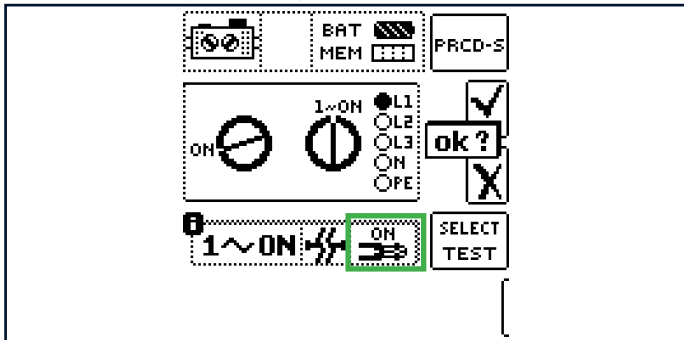 BAT
MEM
PRCD-S
ON
1~ON
L1
L2
L3
N
PE
ok ?
1~ON
ON
SELECT
TEST